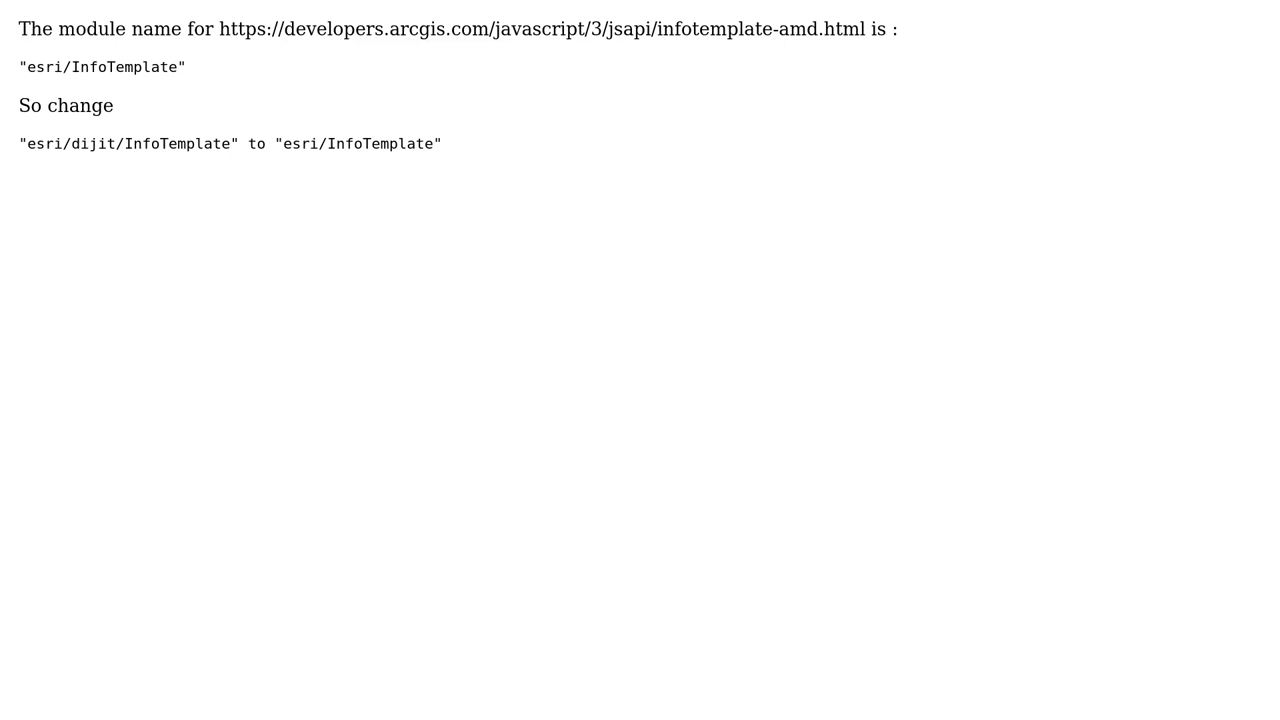 The module name for https://developers.arcgis.com/javascript/3/jsapi/infotemplate-amd.html is :
"esri/InfoTemplate"
So change
"esri/dijit/InfoTemplate" to "esri/InfoTemplate"